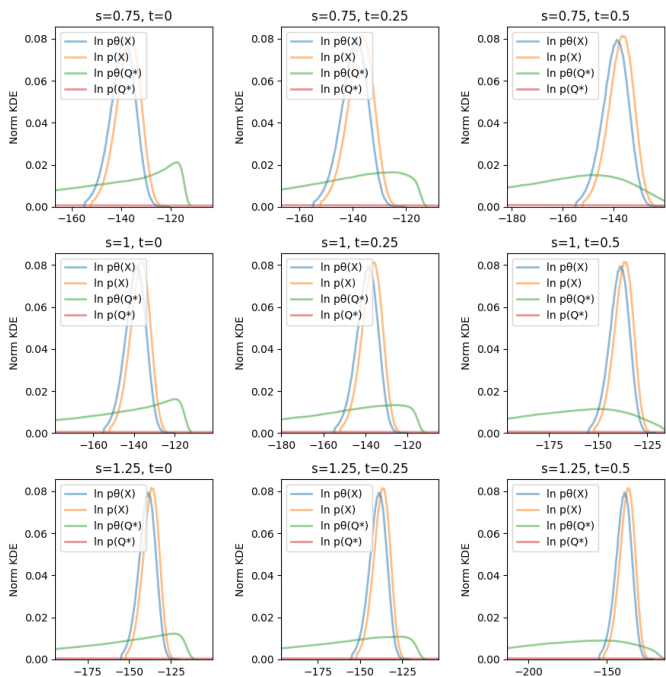 s=0.75, t=0
s=0.75, t=0.25
s=0.75, t=0.5
Norm KDE
0.08
0.06
0.04
0.02
0.00
ln pθ(X)
ln p(X)
ln pθ(Q*)
ln p(Q*)
−160
−140
−120
Norm KDE
0.08
0.06
0.04
0.02
0.00
ln pθ(X)
ln p(X)
ln pθ(Q*)
ln p(Q*)
−160
−140
−120
Norm KDE
0.08
0.06
0.04
0.02
0.00
ln pθ(X)
ln p(X)
ln pθ(Q*)
ln p(Q*)
−180
−160
−140
s=1, t=0
s=1, t=0.25
s=1, t=0.5
Norm KDE
0.08
0.06
0.04
0.02
0.00
ln pθ(X)
ln p(X)
ln pθ(Q*)
ln p(Q*)
−160
−140
−120
Norm KDE
0.08
0.06
0.04
0.02
0.00
ln pθ(X)
ln p(X)
ln pθ(Q*)
ln p(Q*)
−180
−160
−140
−120
Norm KDE
0.08
0.06
0.04
0.02
0.00
ln pθ(X)
ln p(X)
ln pθ(Q*)
ln p(Q*)
−175
−150
−125
s=1.25, t=0
s=1.25, t=0.25
s=1.25, t=0.5
Norm KDE
0.08
0.06
0.04
0.02
0.00
ln pθ(X)
ln p(X)
ln pθ(Q*)
ln p(Q*)
−175
−150
−125
Norm KDE
0.08
0.06
0.04
0.02
0.00
ln pθ(X)
ln p(X)
ln pθ(Q*)
ln p(Q*)
−175
−150
−125
Norm KDE
0.08
0.06
0.04
0.02
0.00
ln pθ(X)
ln p(X)
ln pθ(Q*)
ln p(Q*)
−200
−150